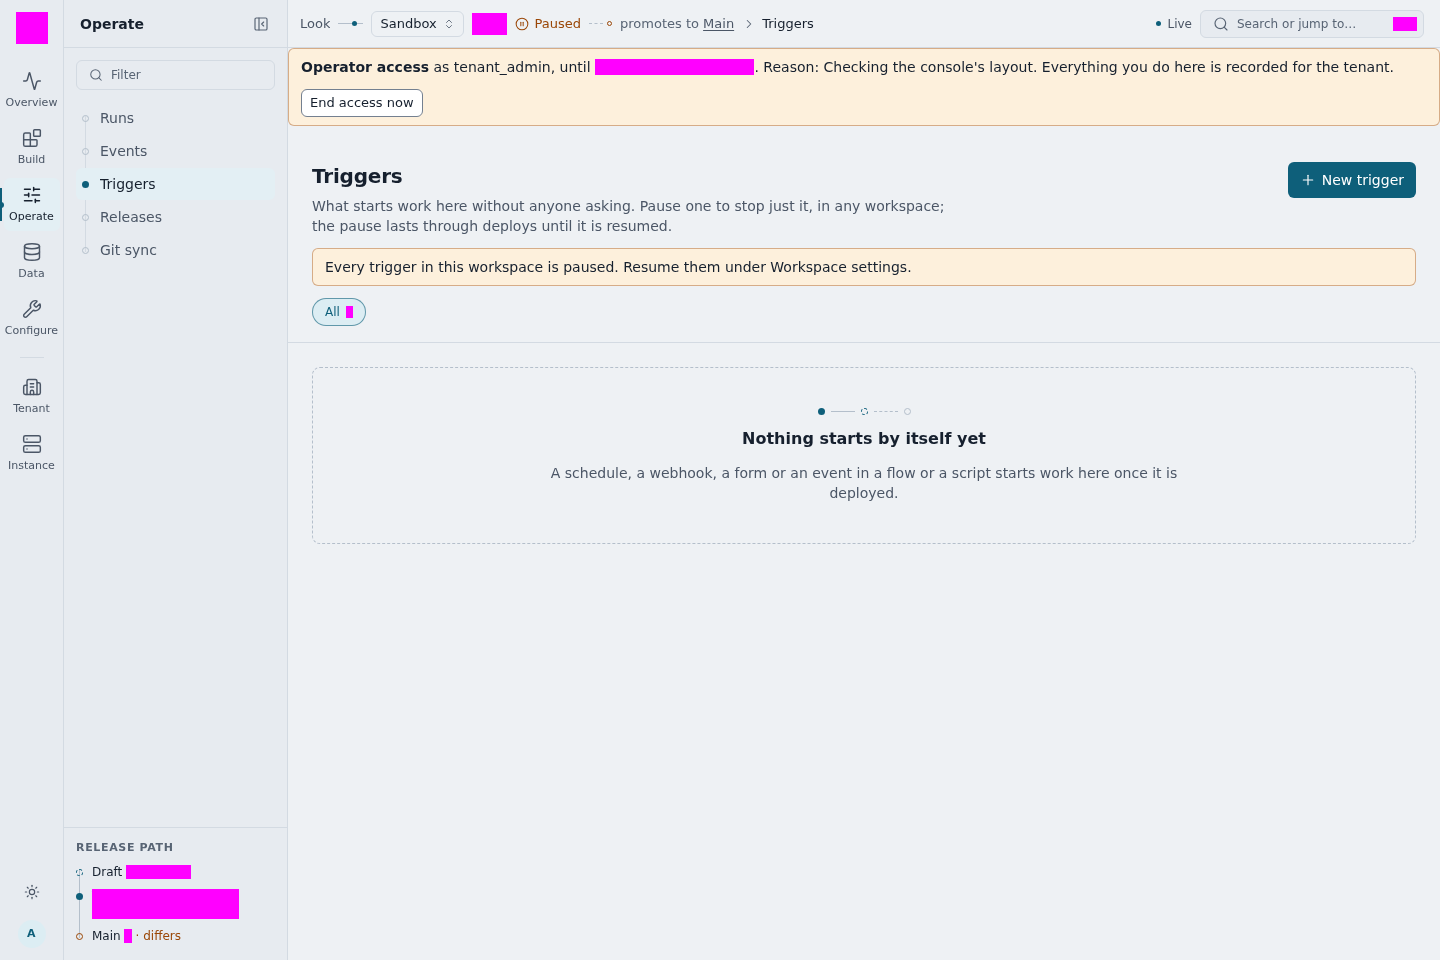 Operate
Look
Sandbox
Paused
promotes to Main
Triggers
Live
Search or jump to...
Operator access as tenant_admin, until . Reason: Checking the console's layout. Everything you do here is recorded for the tenant.
End access now
Filter
Overview
Build
Operate
Data
Configure
Tenant
Instance
Runs
Events
Triggers
Releases
Git sync
Triggers
New trigger
What starts work here without anyone asking. Pause one to stop just it, in any workspace;
the pause lasts through deploys until it is resumed.
Every trigger in this workspace is paused. Resume them under Workspace settings.
All
Nothing starts by itself yet
A schedule, a webhook, a form or an event in a flow or a script starts work here once it is
deployed.
RELEASE PATH
Draft
Main · differs
A